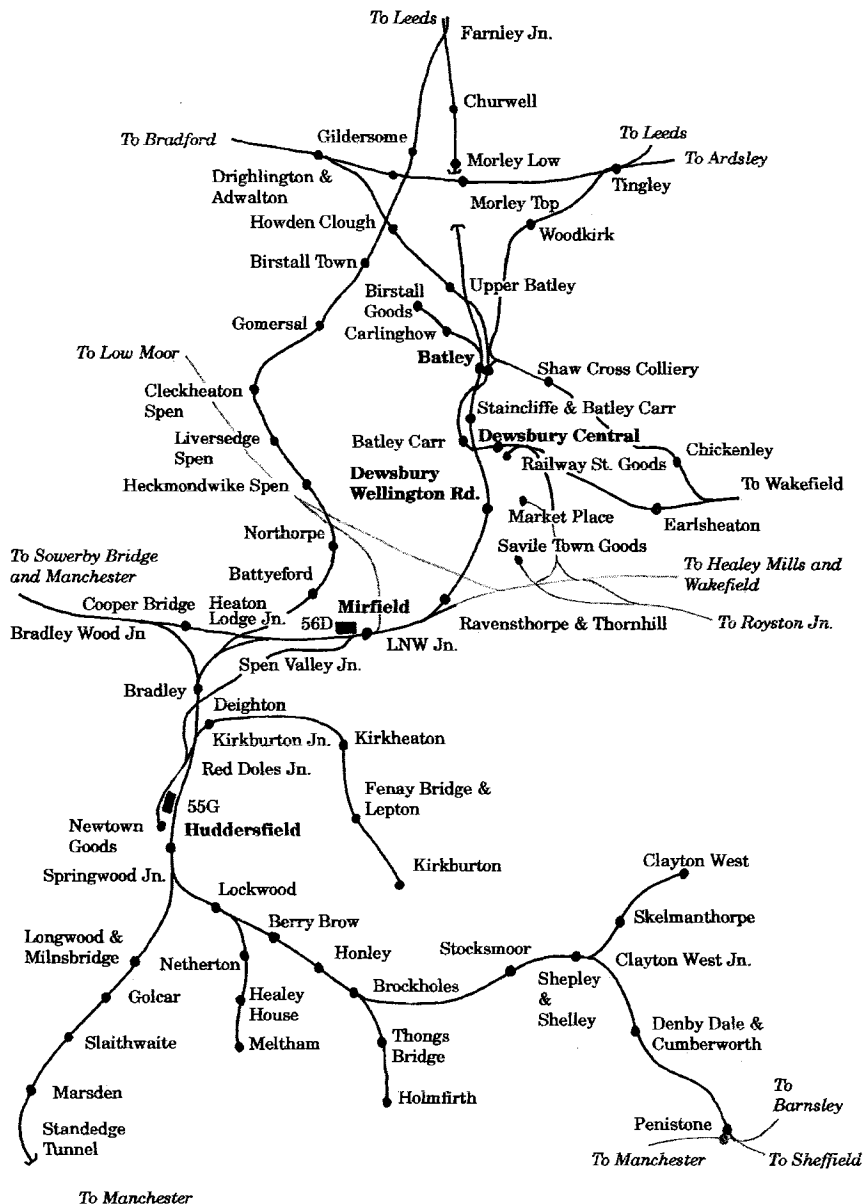 To Leeds
Farnley Jn.
Churwell
To Bradford
Gildersome
To Leeds
To Ardsley
Morley Low
Drighlington &
Adwalton
Tingley
Morley Top
Howden Clough
Woodkirk
Birstall Town
Upper Batley
Birstall
Goods
Gomersal
Carlinghow
To Low Moor
Batley
Shaw Cross Colliery
Cleckheaton
Spen
Staincliffe & Batley Carr
Liversedge
Spen
Batley Carr
Dewsbury Central
Chickenley
Railway St. Goods
Heckmondwike Spen
Dewsbury
Wellington Rd.
To Wakefield
Market Place
Earlsheaton
Northorpe
Savile Town Goods
To Sowerby Bridge
and Manchester
Battyeford
To Healey Mills and
Wakefield
Cooper Bridge
Heaton
Lodge Jn.
Mirfield
56D
Bradley Wood Jn
Ravensthorpe & Thornhill
To Royston Jn.
LNW Jn.
Spen Valley Jn.
Bradley
Deighton
Kirkburton Jn.
Kirkheaton
Red Doles Jn.
Fenay Bridge &
Lepton
55G
Newtown
Goods
Huddersfield
Kirkburton
Clayton West
Springwood Jn.
Lockwood
Skelmanthorpe
Berry Brow
Longwood &
Milnsbridge
Netherton
Honley
Stocksmoor
Clayton West Jn.
Brockholes
Shepley
&
Shelley
Golcar
Healey
House
Denby Dale &
Cumberworth
Slaithwaite
Meltham
Thongs
Bridge
Marsden
Holmfirth
To
Barnsley
Standedge
Tunnel
Penistone
To Manchester
To Sheffield
To Manchester